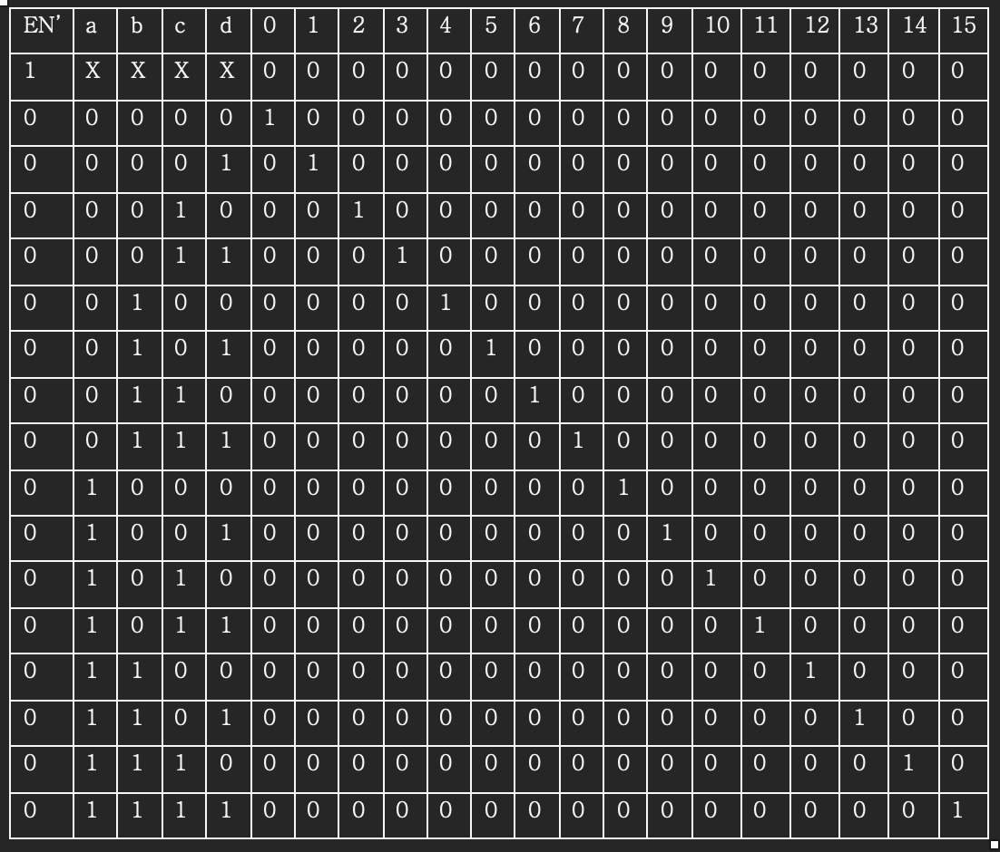 EN’ a b c d 0 1 2 3 4 5 6 7 8 9 10 11 12 13 14 15
1 X X X X 0 0 0 0 0 0 0 0 0 0 0 0 0 0 0 0
0 0 0 0 0 1 0 0 0 0 0 0 0 0 0 0 0 0 0 0 0
0 0 0 0 1 0 1 0 0 0 0 0 0 0 0 0 0 0 0 0 0
0 0 0 1 0 0 0 1 0 0 0 0 0 0 0 0 0 0 0 0 0
0 0 0 1 1 0 0 0 1 0 0 0 0 0 0 0 0 0 0 0 0
0 0 1 0 0 0 0 0 0 1 0 0 0 0 0 0 0 0 0 0 0
0 0 1 0 1 0 0 0 0 0 1 0 0 0 0 0 0 0 0 0 0
0 0 1 1 0 0 0 0 0 0 0 1 0 0 0 0 0 0 0 0 0
0 0 1 1 1 0 0 0 0 0 0 0 1 0 0 0 0 0 0 0 0
0 1 0 0 0 0 0 0 0 0 0 0 0 1 0 0 0 0 0 0 0
0 1 0 0 1 0 0 0 0 0 0 0 0 0 1 0 0 0 0 0 0
0 1 0 1 0 0 0 0 0 0 0 0 0 0 0 1 0 0 0 0 0
0 1 0 1 1 0 0 0 0 0 0 0 0 0 0 0 1 0 0 0 0
0 1 1 0 0 0 0 0 0 0 0 0 0 0 0 0 0 1 0 0 0
0 1 1 0 1 0 0 0 0 0 0 0 0 0 0 0 0 0 1 0 0
0 1 1 1 0 0 0 0 0 0 0 0 0 0 0 0 0 0 0 1 0
0 1 1 1 1 0 0 0 0 0 0 0 0 0 0 0 0 0 0 0 1